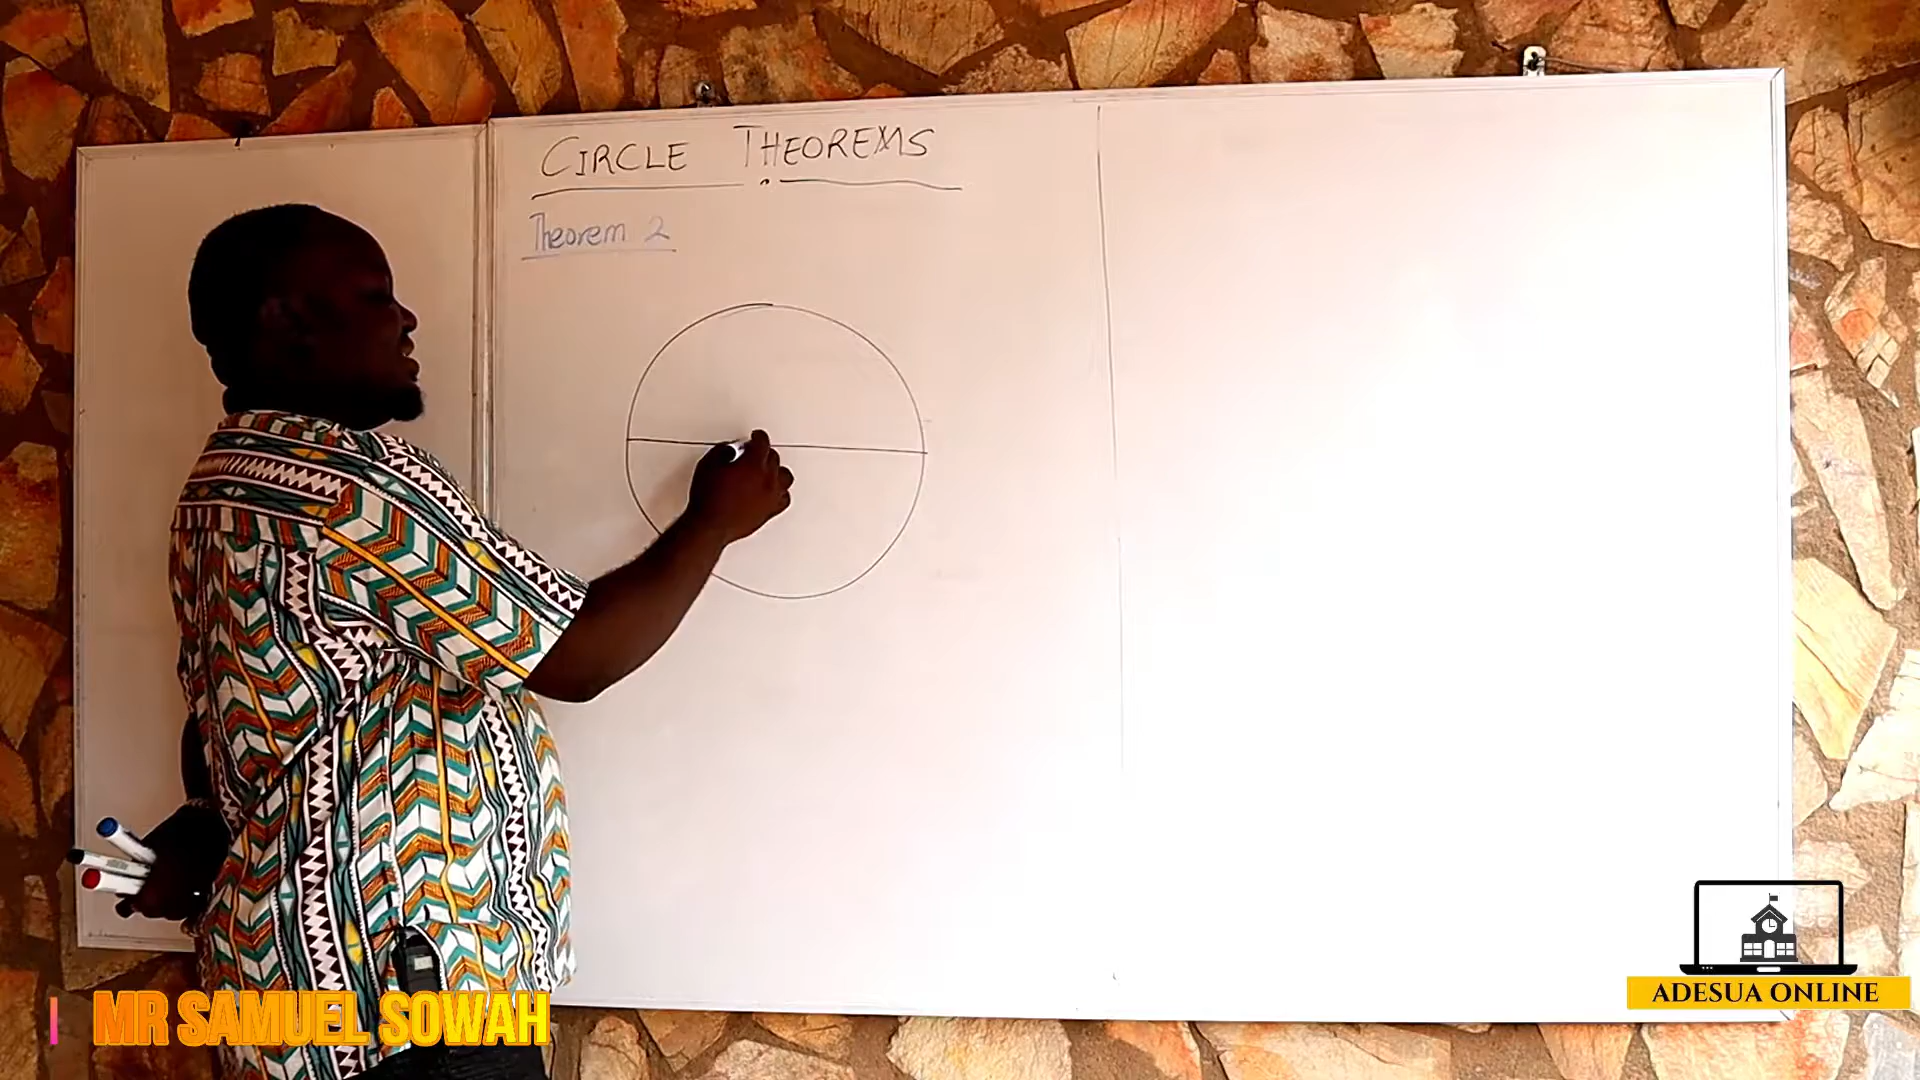 CIRCLE THEOREMS
Theorem 2
MR SAMUEL SOWAH
ADESUA ONLINE